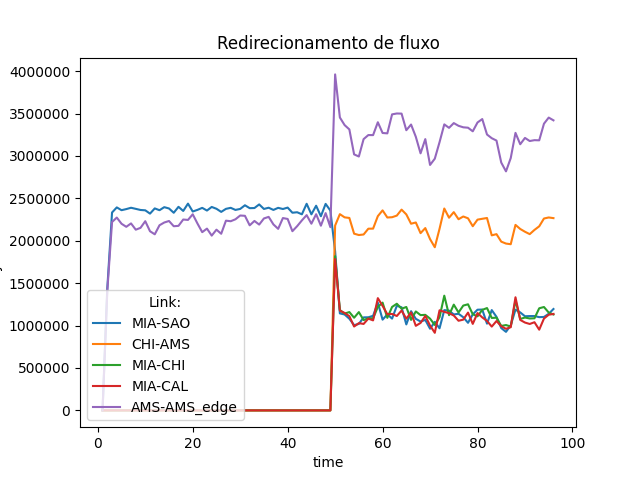 Redirecionamento de fluxo
4000000
3500000
3000000
2500000
2000000
1500000
1000000
500000
0
Link:
MIA-SAO
CHI-AMS
MIA-CHI
MIA-CAL
AMS-AMS_edge
0 20 40 60 80 100
time